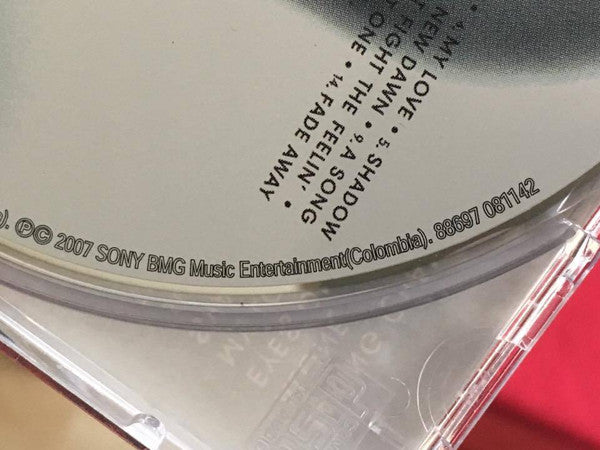 4. MY LOVE • 5. SHADOW
NEW DAWN • 9. A SONG
FIGHT THE FEELIN' •
ONE • 14. FADE AWAY
). ℗© 2007 SONY BMG Music Entertainment(Colombia). 88697 081142